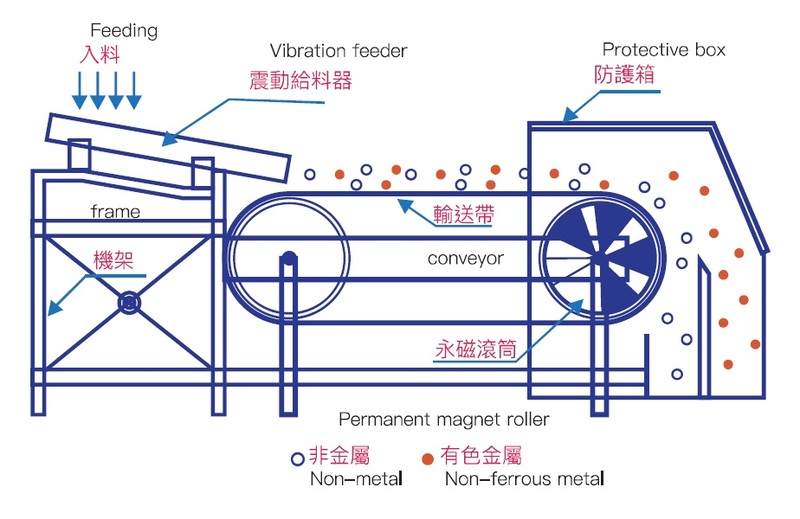 Feeding
入料
Vibration feeder
震動給料器
Protective box
防護箱
frame
輸送帶
機架
conveyor
永磁滾筒
Permanent magnet roller
非金屬
有色金屬
Non-metal
Non-ferrous metal